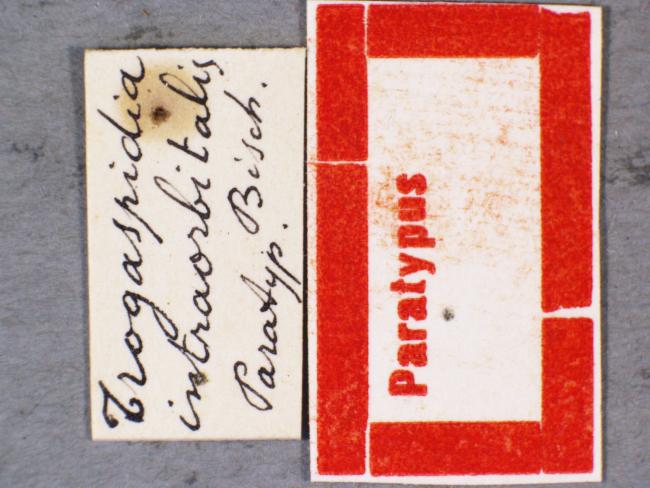 Trogaspidia
intraorbitalis
Bisch.
Paratyp.
Paratypus